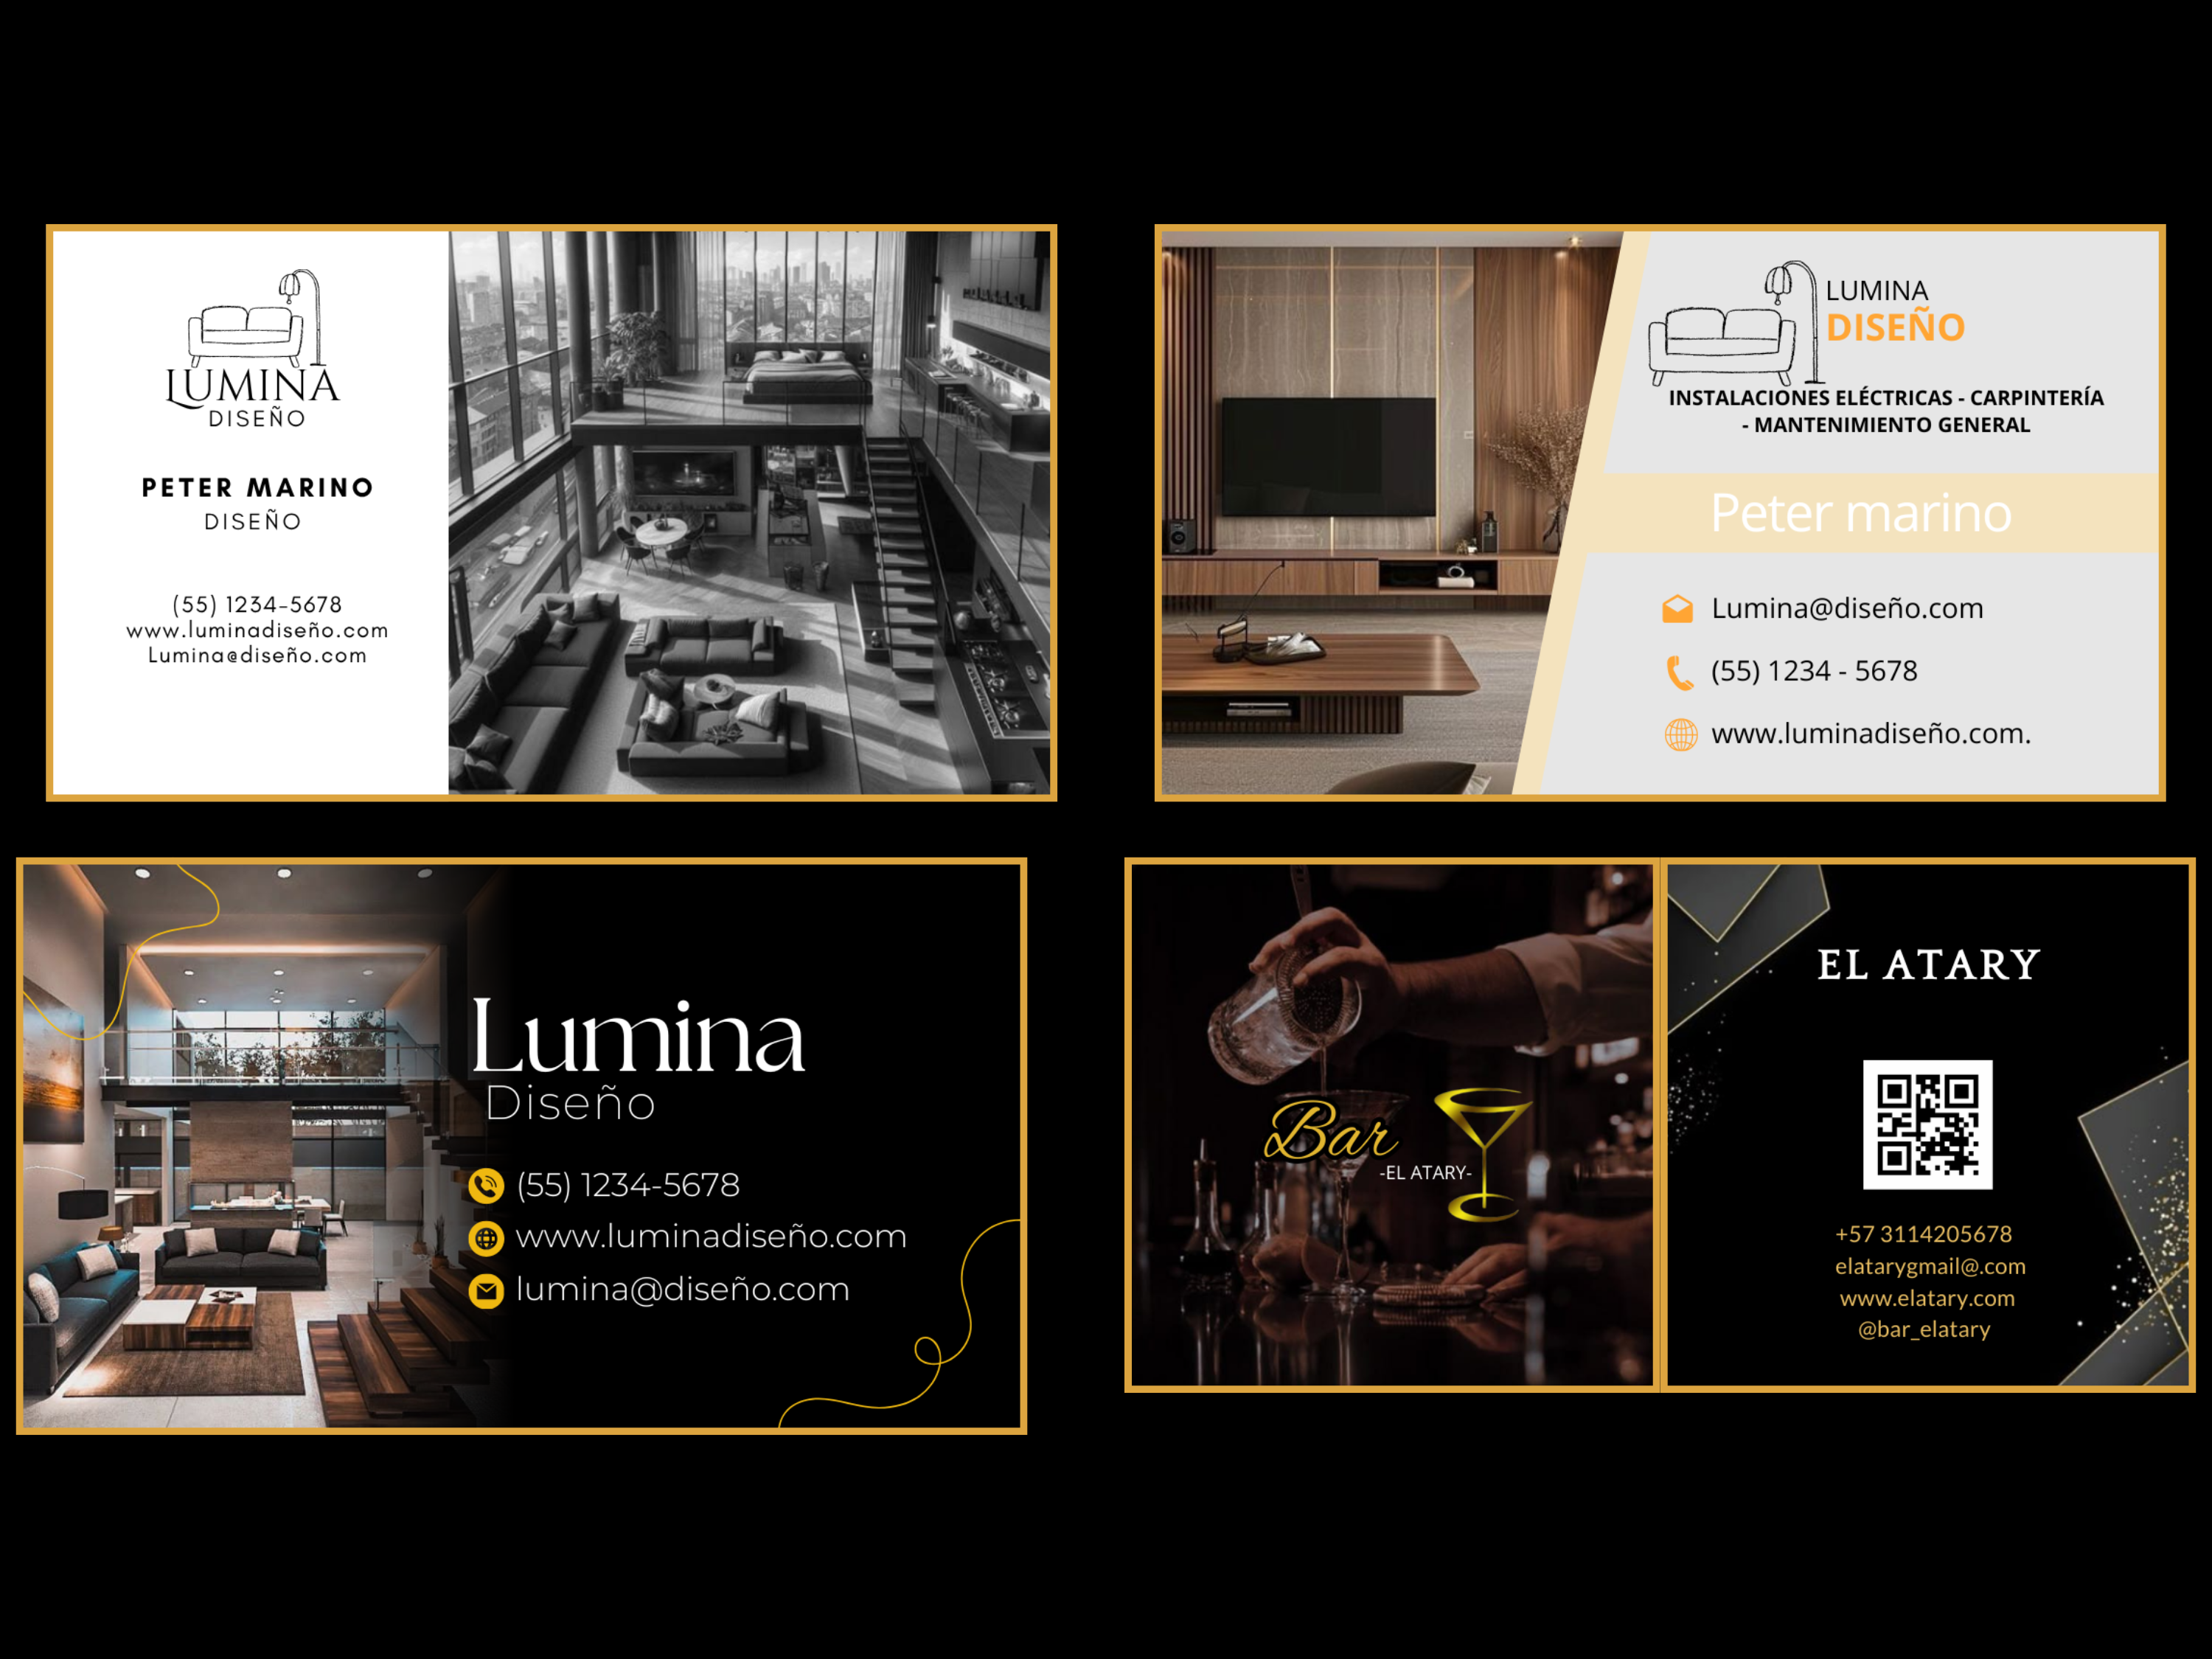 LUMINA
DISEÑO
PETER MARINO
DISEÑO
(55) 1234-5678
www.luminadiseño.com
Lumina@diseño.com
LUMINA
DISEÑO
INSTALACIONES ELÉCTRICAS - CARPINTERÍA
- MANTENIMIENTO GENERAL
Peter marino
Lumina@diseño.com
(55) 1234 - 5678
www.luminadiseño.com.
Lumina
Diseño
(55) 1234-5678
www.luminadiseño.com
lumina@diseño.com
Bar
-EL ATARY-
EL ATARY
+57 3114205678
elatarygmail@.com
www.elatary.com
@bar_elatary